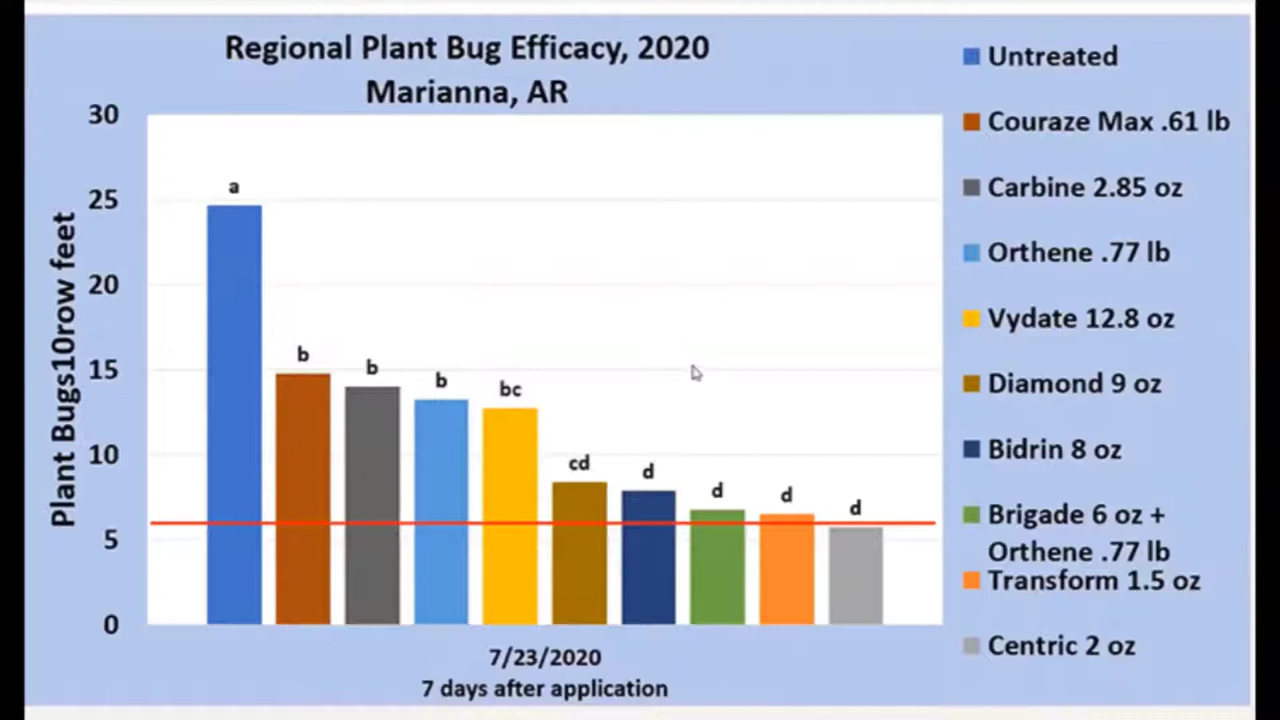 Regional Plant Bug Efficacy, 2020
Marianna, AR
Plant Bugs10row feet
30
25
20
15
10
5
0
a
b
b
b
bc
cd
d
d
d
d
7/23/2020
7 days after application
Untreated
Couraze Max .61 lb
Carbine 2.85 oz
Orthene .77 lb
Vydate 12.8 oz
Diamond 9 oz
Bidrin 8 oz
Brigade 6 oz +
Orthene .77 lb
Transform 1.5 oz
Centric 2 oz